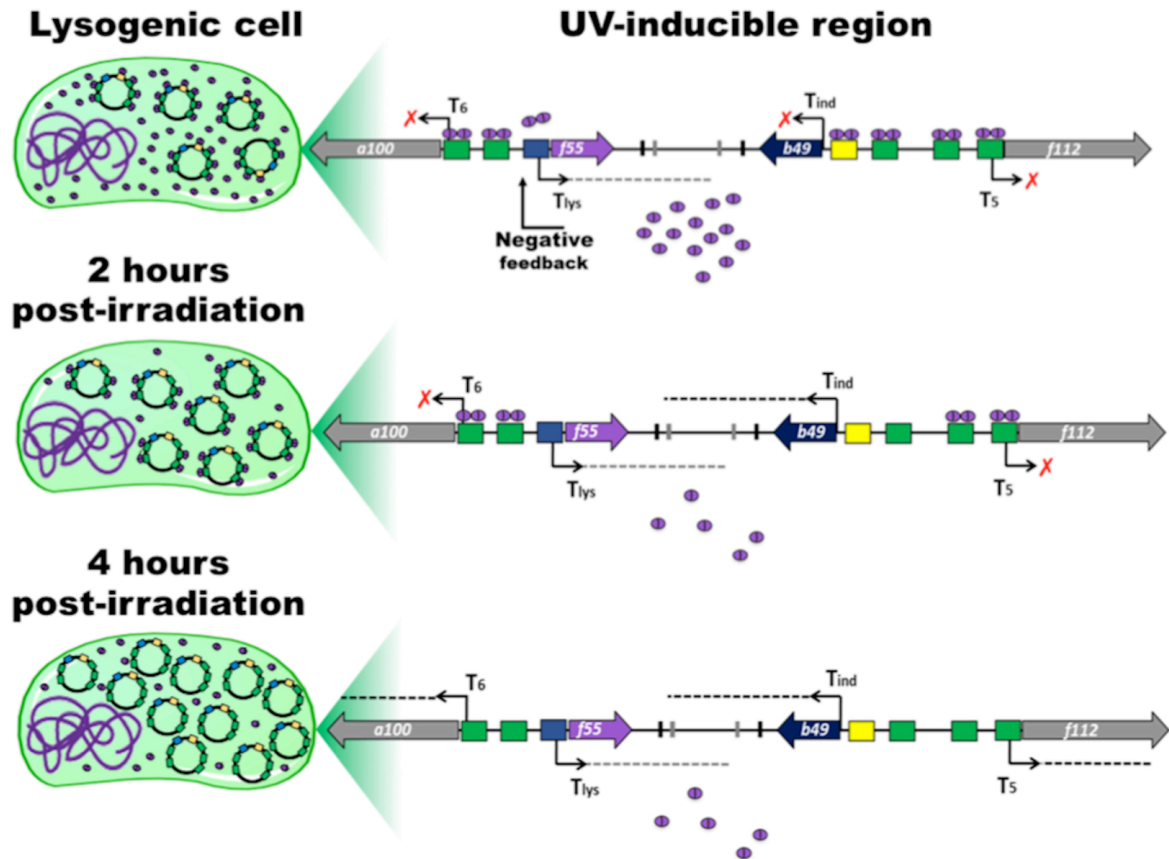 Lysogenic cell
UV-inducible region
✗
T6
✗
Tind
a100
f55
b49
f112
Tlys
T5
✗
Negative
feedback
2 hours
post-irradiation
✗
T6
Tind
a100
f55
b49
f112
Tlys
T5
✗
4 hours
post-irradiation
T6
Tind
a100
f55
b49
f112
Tlys
T5